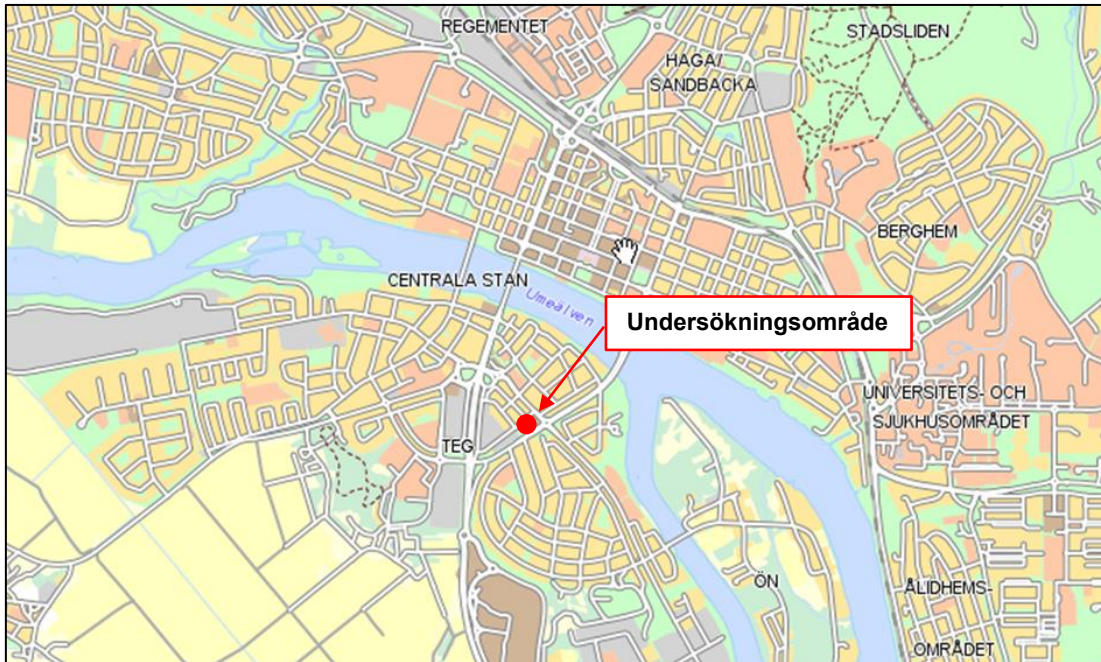 REGEMENTET
STADSLIDEN
HAGA/
SANDBACKA
BERGHEM
CENTRALA STAN
Umeälven
Undersökningsområde
UNIVERSITETS- OCH
SJUKHUSOMRÅDET
TEG
ÖN
ÅLIDHEMS-
OMRÅDET